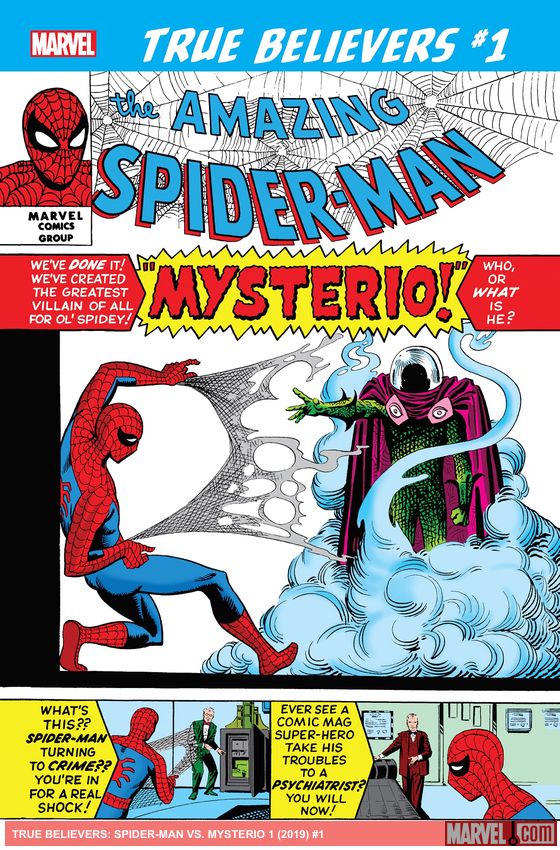 MARVEL
TRUE BELIEVERS #1
the AMAZING
SPIDER-MAN
MARVEL
COMICS
GROUP
WE'VE DONE IT!
WE'VE CREATED
THE GREATEST
VILLAIN OF ALL
FOR OL' SPIDEY!
"MYSTERIO!"
WHO,
OR
WHAT
IS
HE?
WHAT'S
THIS??
SPIDER-MAN
TURNING
TO CRIME??
YOU'RE IN
FOR A REAL
SHOCK!
EVER SEE A
COMIC MAG
SUPER-HERO
TAKE HIS
TROUBLES
TO A
PSYCHIATRIST?
YOU WILL
NOW!
TRUE BELIEVERS: SPIDER-MAN VS. MYSTERIO 1 (2019) #1
MARVEL.com